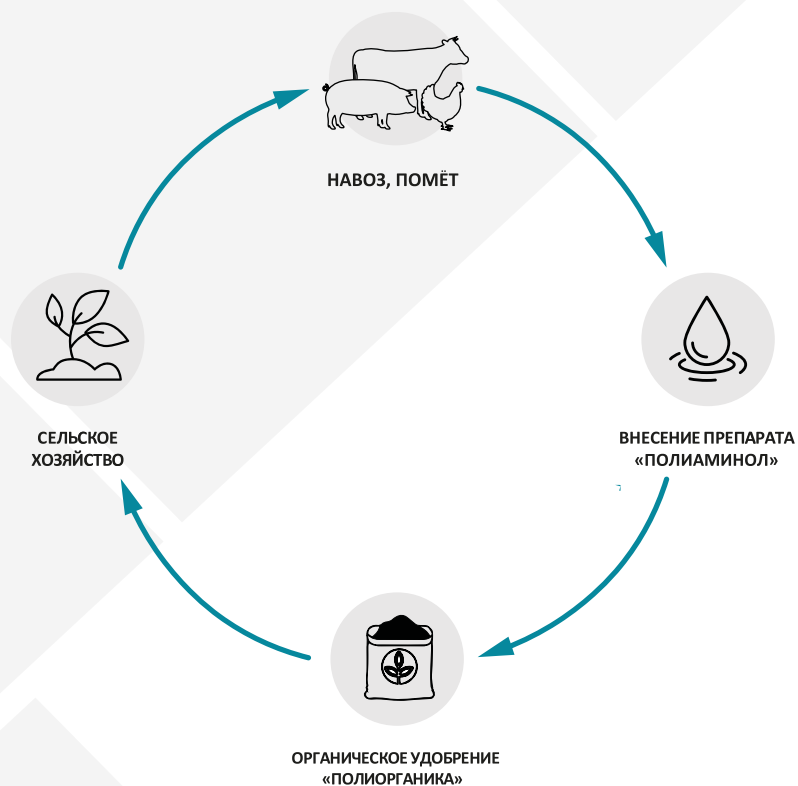 НАВОЗ, ПОМЁТ
СЕЛЬСКОЕ
ХОЗЯЙСТВО
ВНЕСЕНИЕ ПРЕПАРАТА
«ПОЛИАМИНОЛ»
ОРГАНИЧЕСКОЕ УДОБРЕНИЕ
«ПОЛИОРГАНИКА»